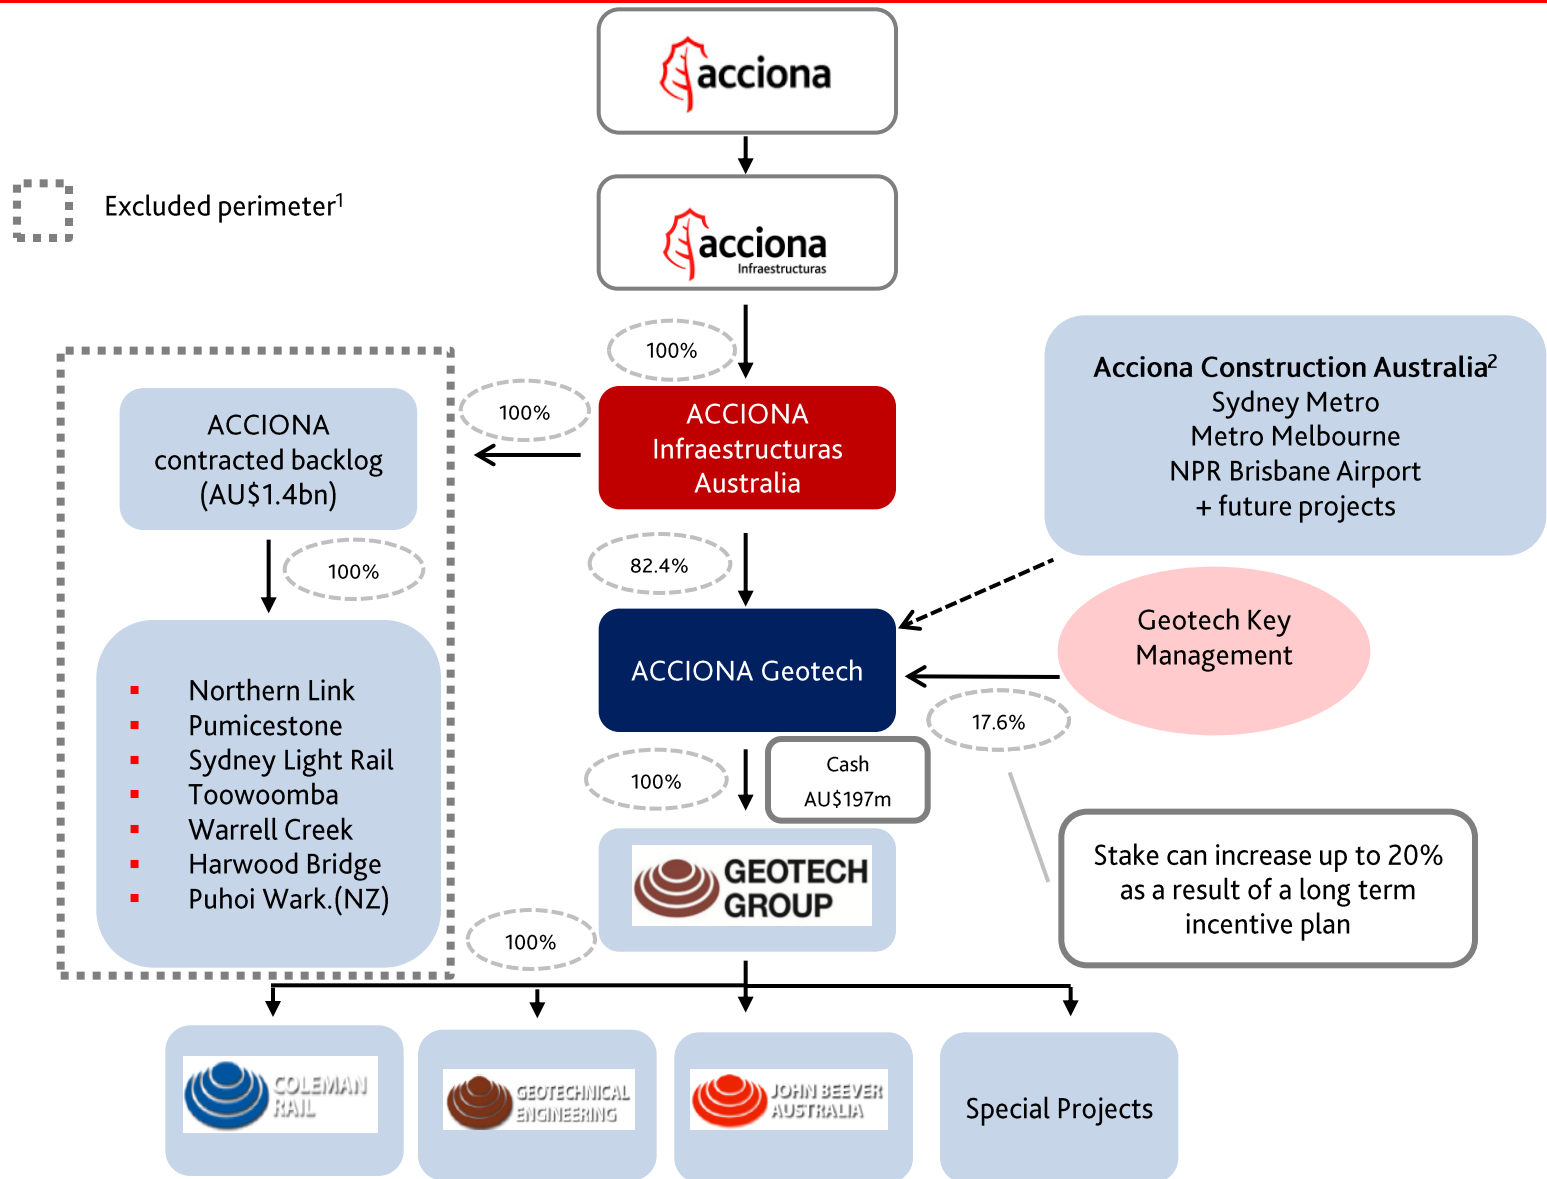 acciona
Excluded perimeter1
acciona
Infraestructuras
100%
100%
ACCIONA
contracted backlog
(AU$1.4bn)
ACCIONA
Infraestructuras
Australia
Acciona Construction Australia2
Sydney Metro
Metro Melbourne
NPR Brisbane Airport
+ future projects
100%
82.4%
Northern Link
Pumicestone
Sydney Light Rail
Toowoomba
Warrell Creek
Harwood Bridge
Puhoi Wark.(NZ)
ACCIONA Geotech
Geotech Key
Management
17.6%
100%
Cash
AU$197m
GEOTECH
GROUP
Stake can increase up to 20%
as a result of a long term
incentive plan
100%
COLEMAN
RAIL
GEOTECHNICAL
ENGINEERING
JOHN BEEVER
AUSTRALIA
Special Projects